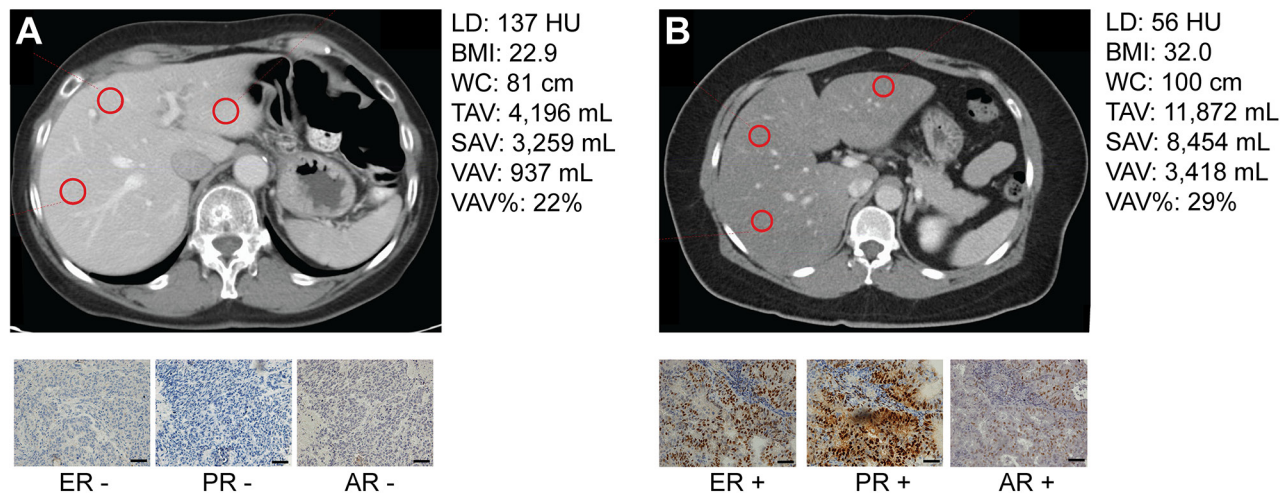 A
LD: 137 HU
BMI: 22.9
WC: 81 cm
TAV: 4,196 mL
SAV: 3,259 mL
VAV: 937 mL
VAV%: 22%
ER -
PR -
AR -
B
LD: 56 HU
BMI: 32.0
WC: 100 cm
TAV: 11,872 mL
SAV: 8,454 mL
VAV: 3,418 mL
VAV%: 29%
ER +
PR +
AR +